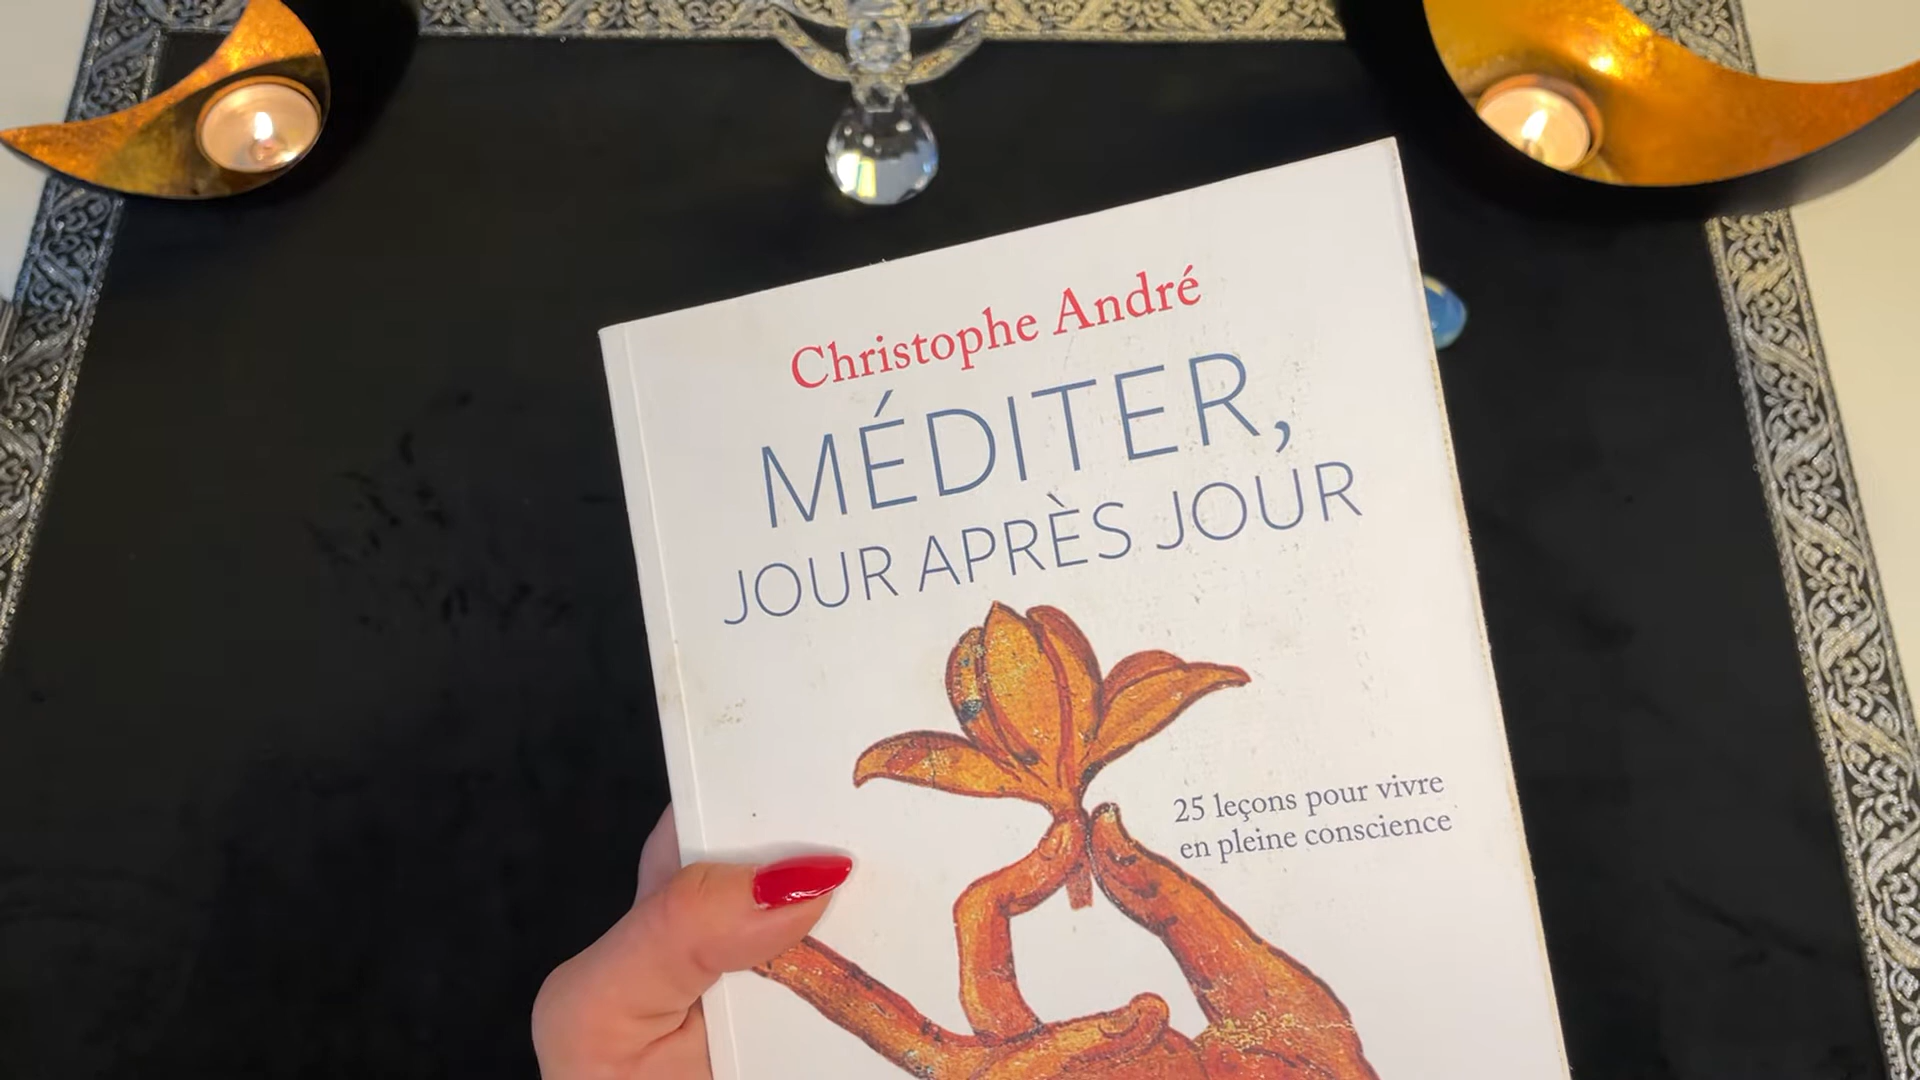 Christophe André
MÉDITER,
JOUR APRÈS JOUR
25 leçons pour vivre
en pleine conscience